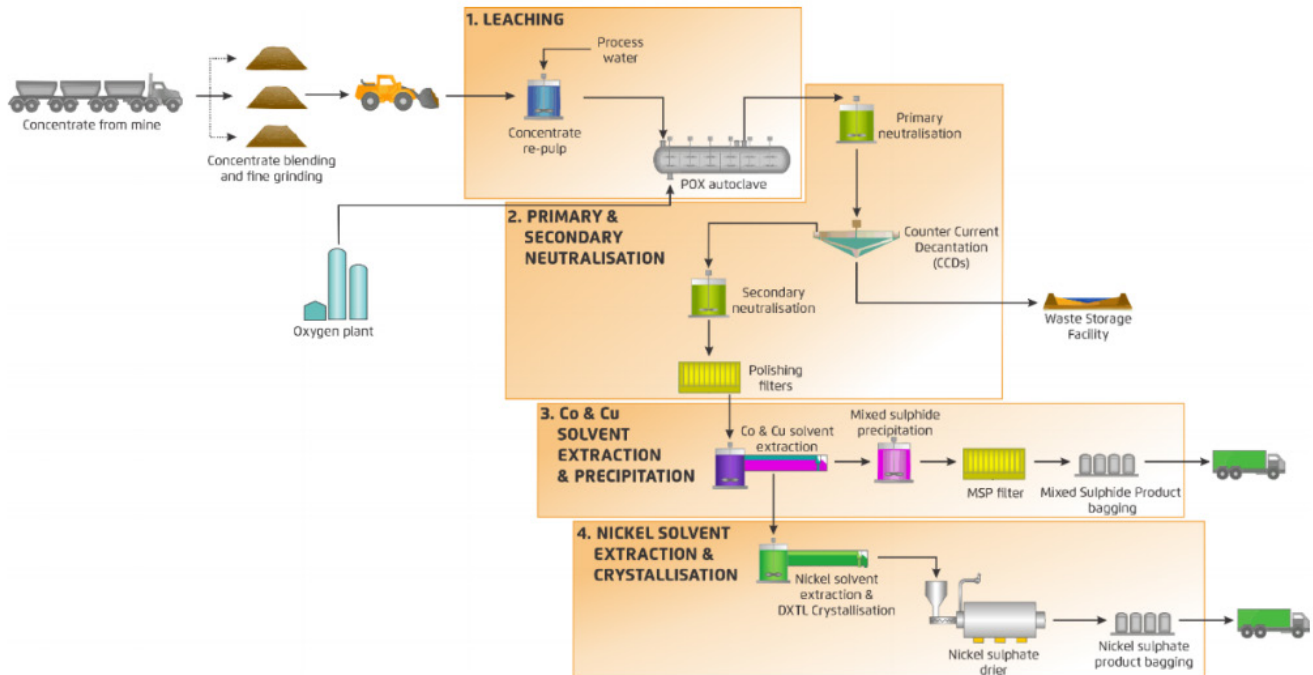 1. LEACHING
Process
water
Concentrate from mine
Concentrate blending
and fine grinding
Concentrate
re-pulp
POX autoclave
Primary
neutralisation
2. PRIMARY &
SECONDARY
NEUTRALISATION
Counter Current
Decantation
(CCDs)
Secondary
neutralisation
Oxygen plant
Waste Storage
Facility
Polishing
filters
3. Co & Cu
SOLVENT
EXTRACTION
& PRECIPITATION
Co & Cu solvent
extraction
Mixed sulphide
precipitation
MSP filter
Mixed Sulphide Product
bagging
4. NICKEL SOLVENT
EXTRACTION &
CRYSTALLISATION
Nickel solvent
extraction &
DXTL Crystallisation
Nickel sulphate
drier
Nickel sulphate
product bagging